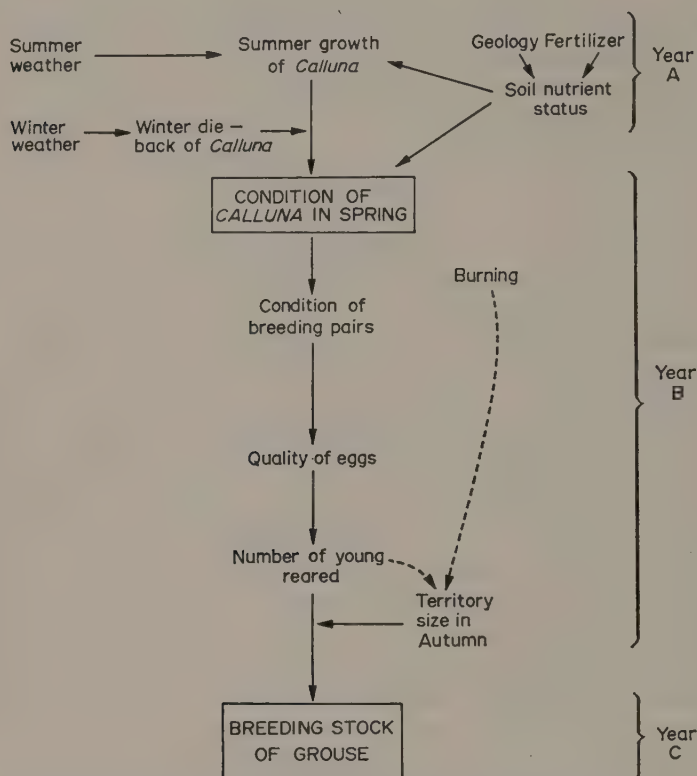 Summer
weather
Summer growth
of Calluna
Geology Fertilizer
Soil nutrient
status
Year
A
Winter
weather
Winter die –
back of Calluna
CONDITION OF
CALLUNA IN SPRING
Burning
Condition of
breeding pairs
Year
B
Quality of eggs
Number of young
reared
Territory
size in
Autumn
BREEDING STOCK
OF GROUSE
Year
C